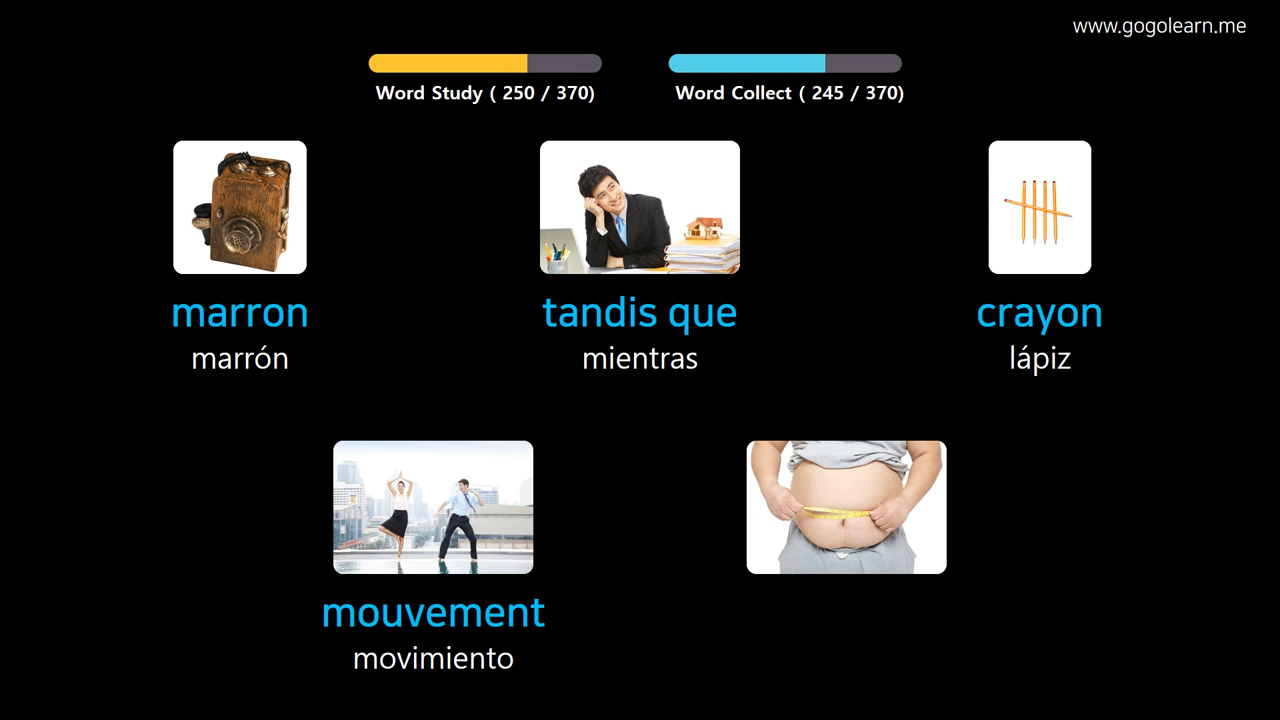 www.gogolearn.me
Word Study ( 250 / 370)
Word Collect ( 245 / 370)
marron
marrón
tandis que
mientras
crayon
lápiz
mouvement
movimiento